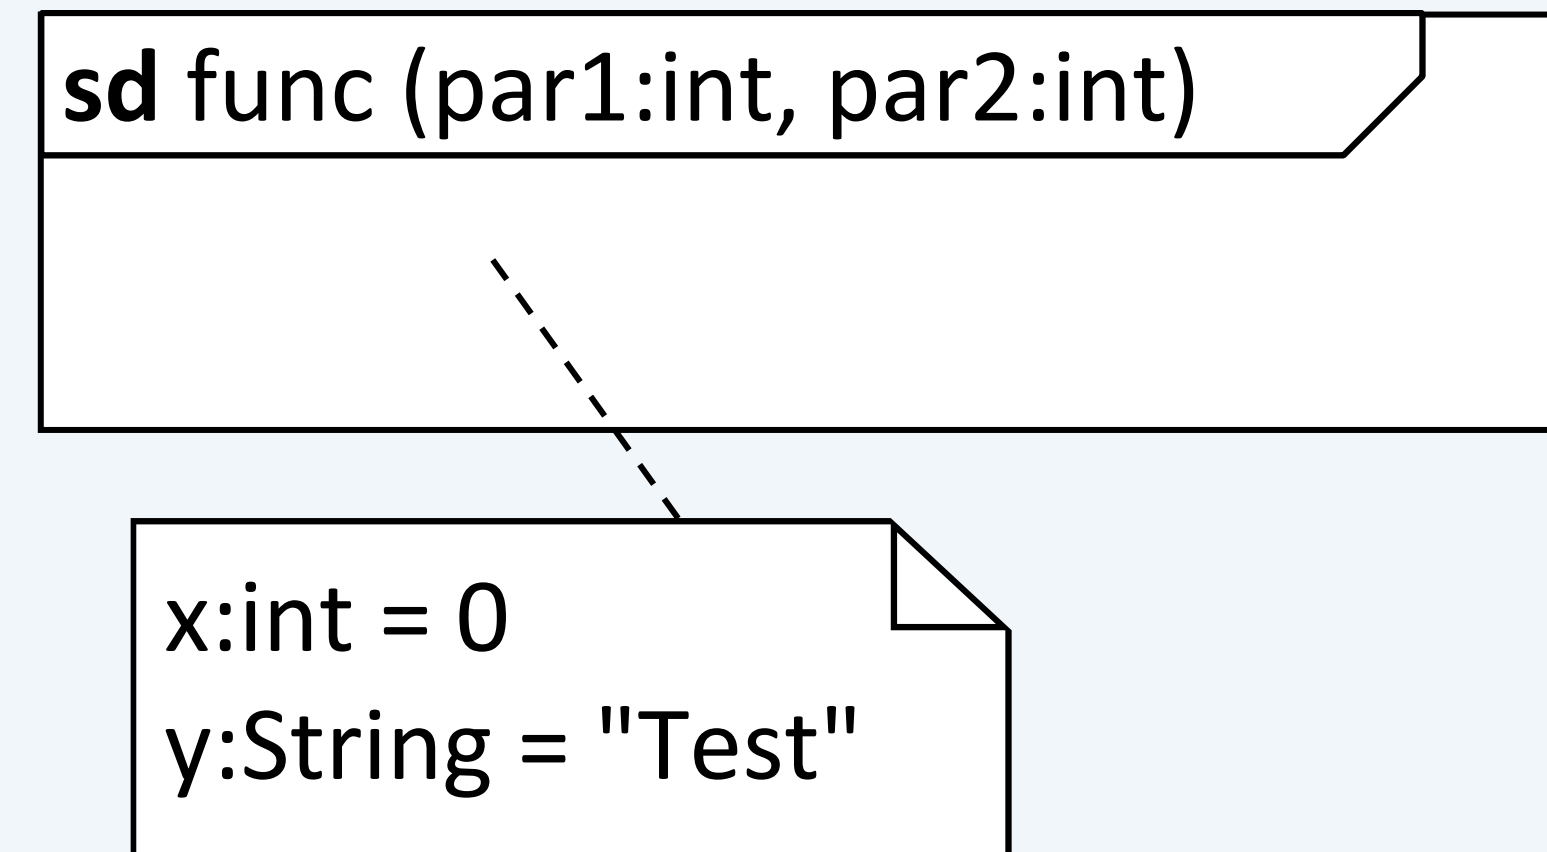 sd func (par1:int, par2:int)
x:int = 0
y:String = "Test"